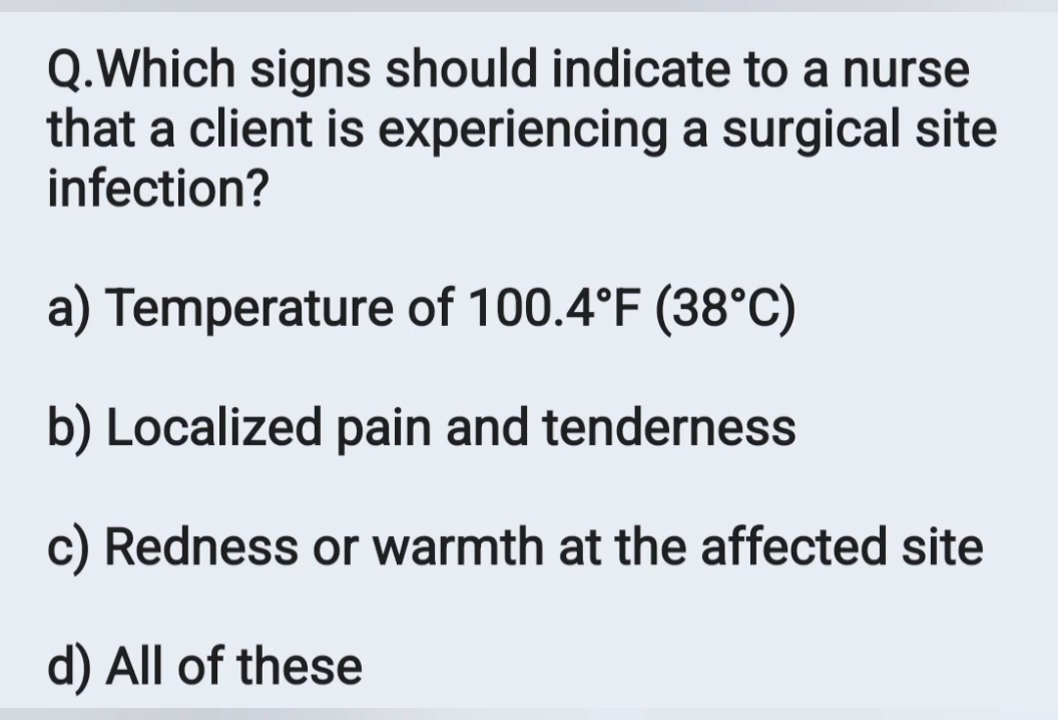 Q.Which signs should indicate to a nurse
that a client is experiencing a surgical site
infection?
a) Temperature of 100.4°F (38°C)
b) Localized pain and tenderness
c) Redness or warmth at the affected site
d) All of these